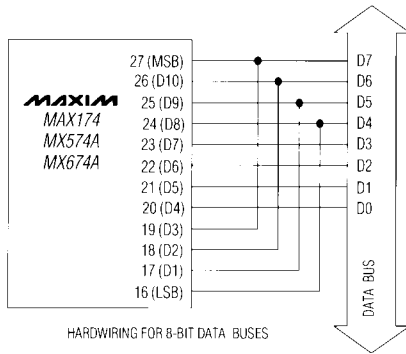 27 (MSB) D7
26 (D10) D6
MAXIM 25 (D9) D5
MAX174 24 (D8) D4
MX574A 23 (D7) D3
MX674A 22 (D6) D2
21 (D5) D1
20 (D4) D0
19 (D3)
18 (D2)
17 (D1)
16 (LSB)
DATA BUS
HARDWIRING FOR 8-BIT DATA BUSES